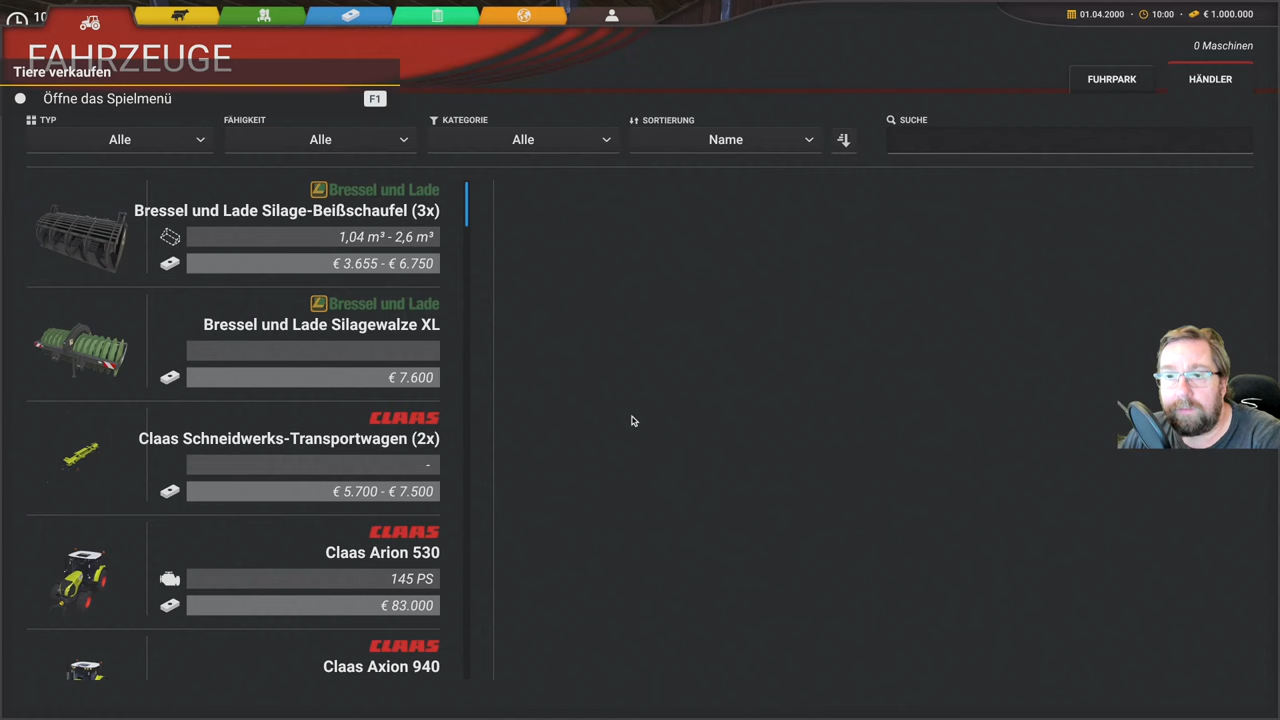 10
01.04.2000 · 10:00 · € 1.000.000
FAHRZEUGE
0 Maschinen
Tiere verkaufen
FUHRPARK
HÄNDLER
Öffne das Spielmenü F1
TYP
FÄHIGKEIT
KATEGORIE
SORTIERUNG
SUCHE
Alle
Alle
Alle
Name
Bressel und Lade
Bressel und Lade Silage-Beißschaufel (3x)
1,04 m³ - 2,6 m³
€ 3.655 - € 6.750
Bressel und Lade
Bressel und Lade Silagewalze XL
€ 7.600
CLAAS
Claas Schneidwerks-Transportwagen (2x)
-
€ 5.700 - € 7.500
CLAAS
Claas Arion 530
145 PS
€ 83.000
CLAAS
Claas Axion 940